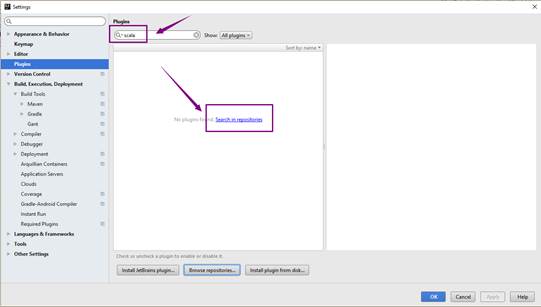 Settings
Appearance & Behavior
Keymap
Editor
Plugins
Version Control
Build, Execution, Deployment
Build Tools
Maven
Gradle
Gant
Compiler
Debugger
Deployment
Arquillian Containers
Application Servers
Clouds
Coverage
Gradle-Android Compiler
Instant Run
Required Plugins
Languages & Frameworks
Tools
Other Settings
Plugins
scala
Show: All plugins
Sort by: name
No plugins found. Search in repositories
Check or uncheck a plugin to enable or disable it.
Install JetBrains plugin... Browse repositories... Install plugin from disk...
OK Cancel Apply Help